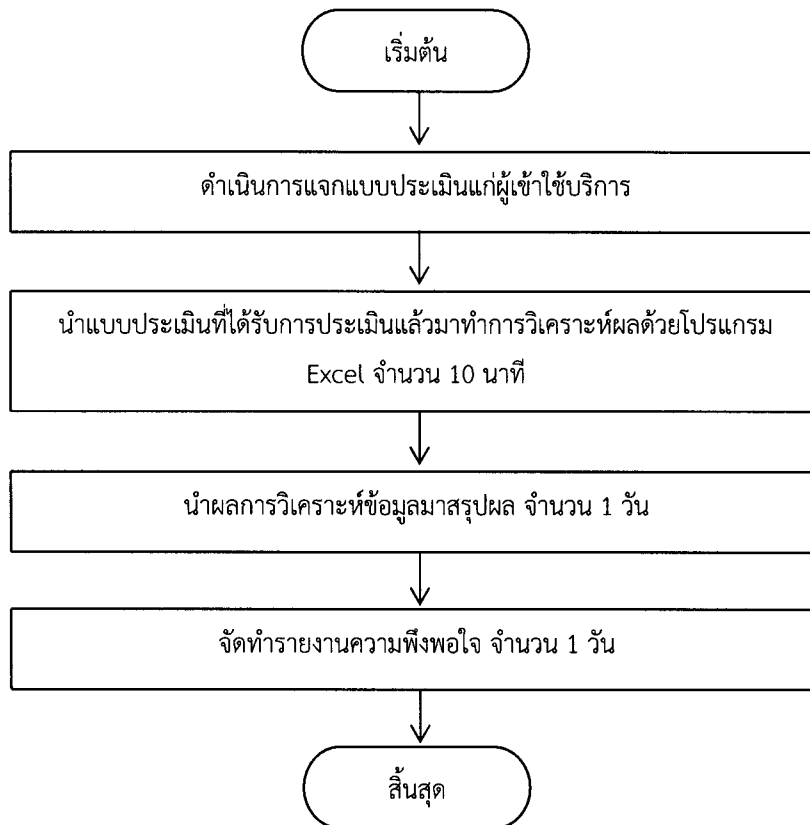 เริ่มต้น
ดำเนินการแจกแบบประเมินแก่ผู้เข้าใช้บริการ
นำแบบประเมินที่ได้รับการประเมินแล้วมาทำการวิเคราะห์ผลด้วยโปรแกรม
Excel จำนวน 10 นาที
นำผลการวิเคราะห์ข้อมูลมาสรุปผล จำนวน 1 วัน
จัดทำรายงานความพึงพอใจ จำนวน 1 วัน
สิ้นสุด